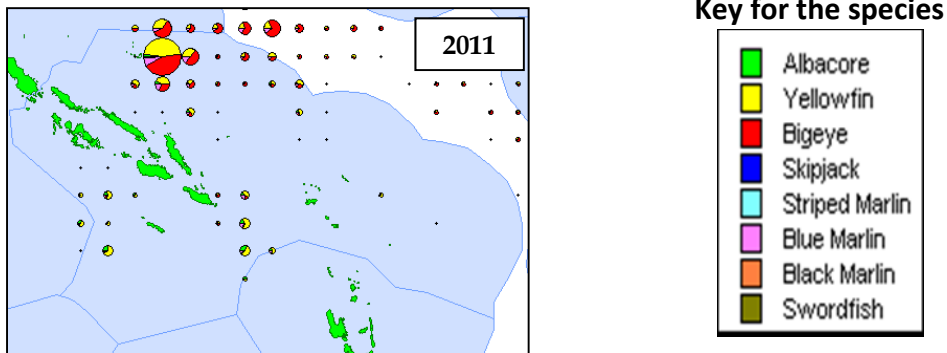 Key for the species
2011
Albacore
Yellowfin
Bigeye
Skipjack
Striped Marlin
Blue Marlin
Black Marlin
Swordfish